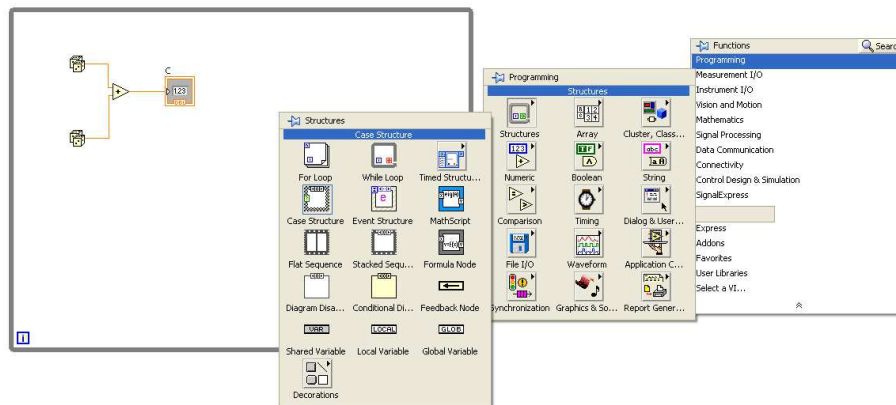 C
123
DBL
i
Structures
Case Structure
For Loop
While Loop
Timed Structu...
Case Structure
Event Structure
MathScript
Flat Sequence
Stacked Sequ...
Formula Node
Diagram Disa...
Conditional Di...
Feedback Node
VAR
LOCAL
GLOB
Shared Variable
Local Variable
Global Variable
Decorations
Programming
Structures
Structures
Array
Cluster, Class...
123
abc
Numeric
Boolean
String
Comparison
Timing
Dialog & User...
File I/O
Waveform
Application C...
Synchronization
Graphics & So...
Report Gener...
Functions
Searc
Programming
Measurement I/O
Instrument I/O
Vision and Motion
Mathematics
Signal Processing
Data Communication
Connectivity
Control Design & Simulation
SignalExpress
Express
Addons
Favorites
User Libraries
Select a VI...